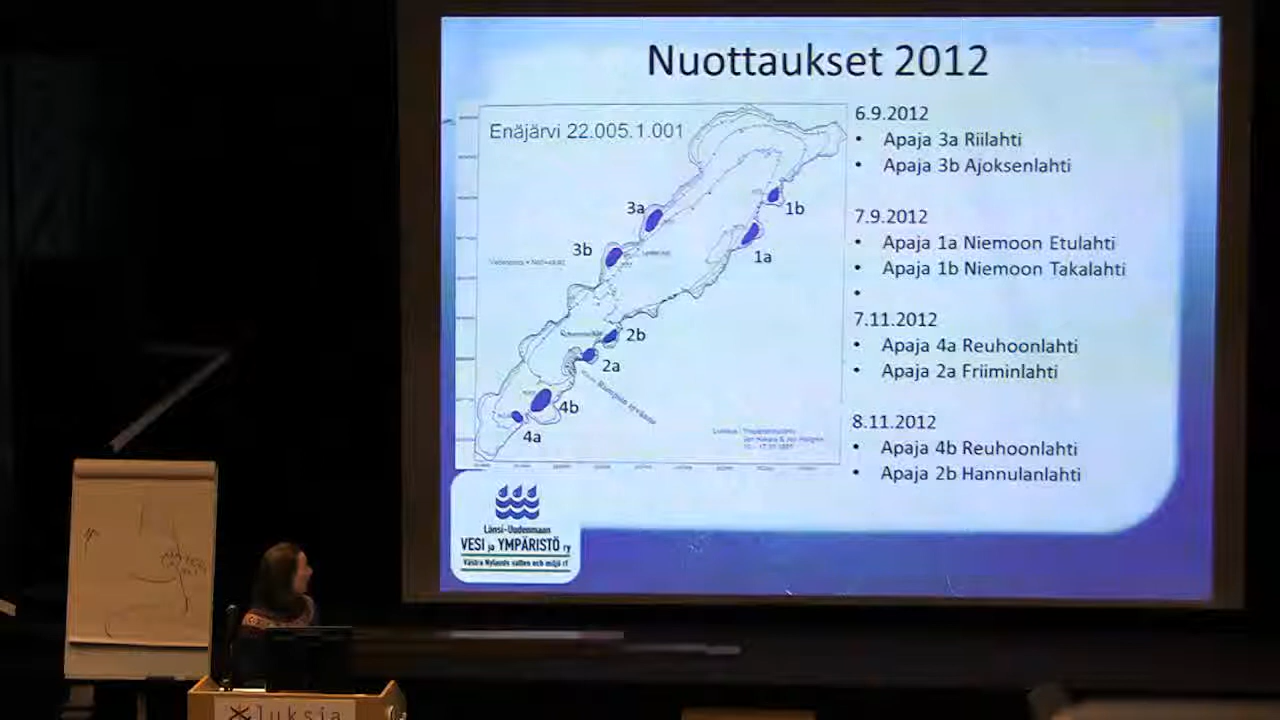 Nuottaukset 2012
Enäjärvi 22.005.1.001
3a
1b
3b
1a
2b
2a
4b
4a
6.9.2012
• Apaja 3a Riilahti
• Apaja 3b Ajoksenlahti
7.9.2012
• Apaja 1a Niemoon Etulahti
• Apaja 1b Niemoon Takalahti
•
7.11.2012
• Apaja 4a Reuhoonlahti
• Apaja 2a Friiminlahti
8.11.2012
• Apaja 4b Reuhoonlahti
• Apaja 2b Hannulanlahti
Länsi-Uudenmaan
VESI ja YMPÄRISTÖ ry
Västra Nylands vatten och miljö rf
luksia